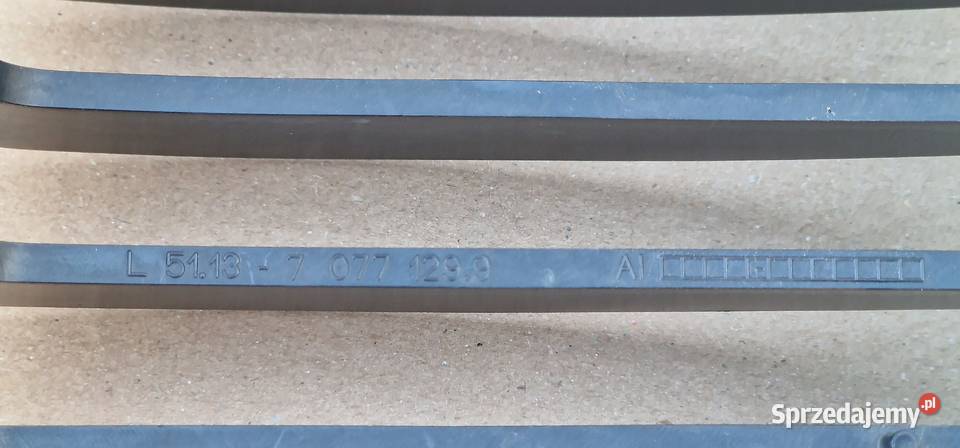 L 51.13 - 7 077 129.9 AI
Sprzedajemy.pl